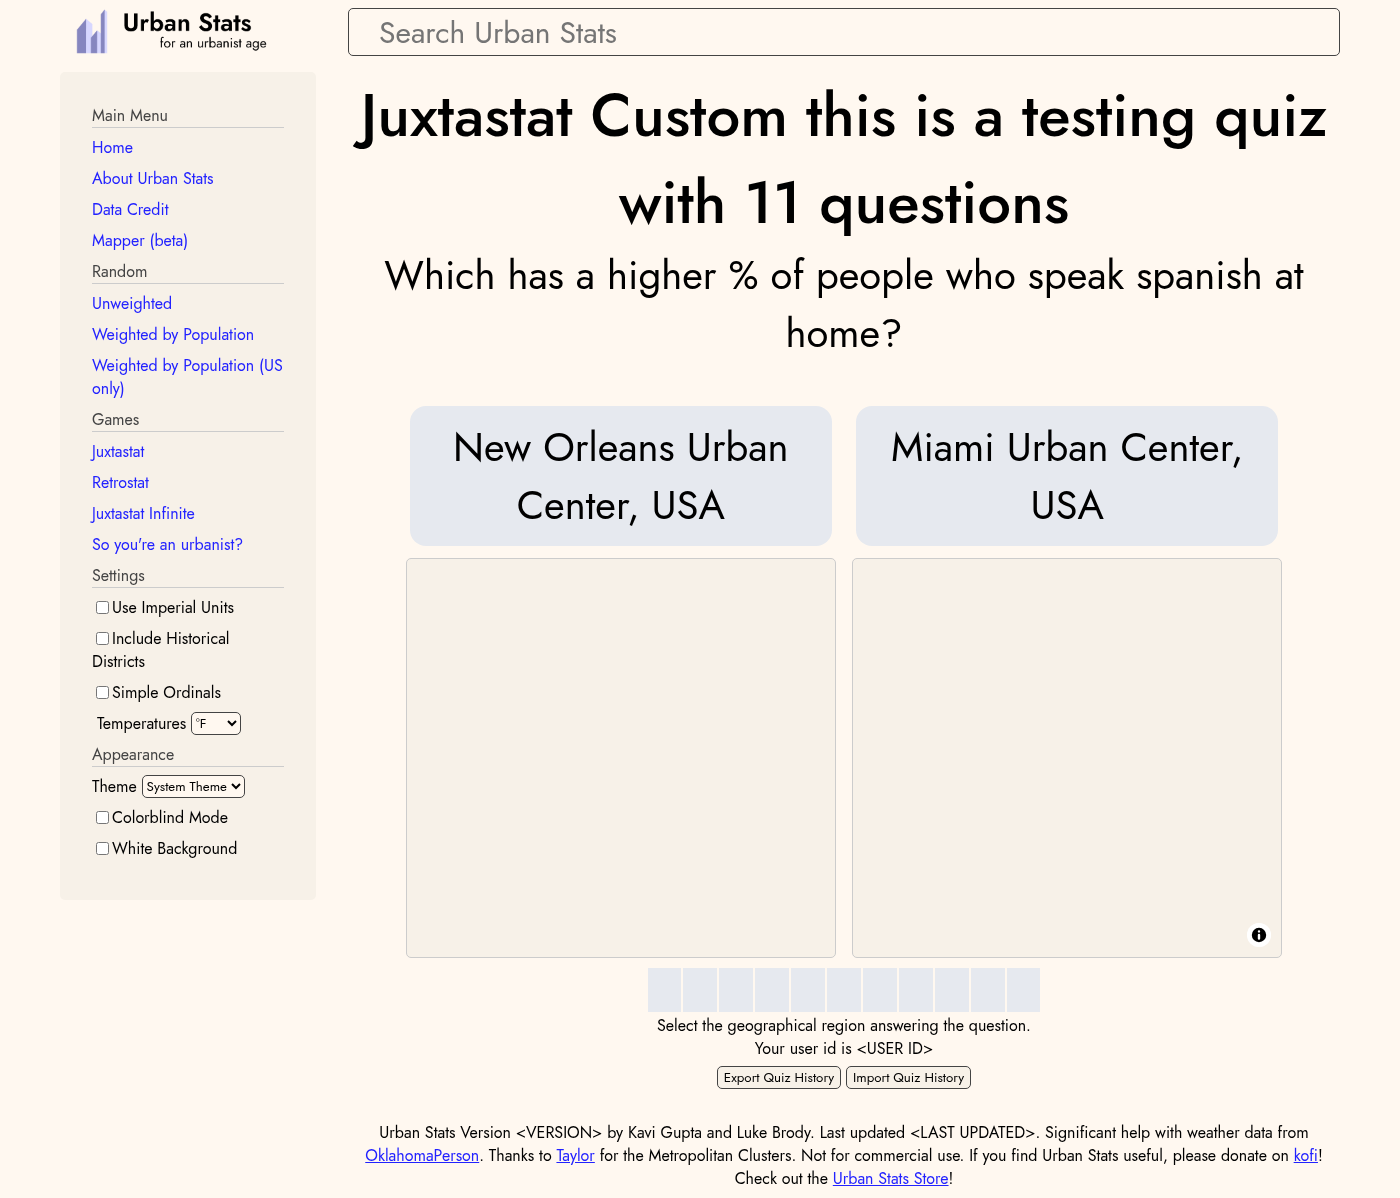 Urban Stats
for an urbanist age
Search Urban Stats
Main Menu
Home
About Urban Stats
Data Credit
Mapper (beta)
Random
Unweighted
Weighted by Population
Weighted by Population (US
only)
Games
Juxtastat
Retrostat
Juxtastat Infinite
So you're an urbanist?
Settings
Use Imperial Units
Include Historical
Districts
Simple Ordinals
Temperatures °F
Appearance
Theme System Theme
Colorblind Mode
White Background
Juxtastat Custom this is a testing quiz
with 11 questions
Which has a higher % of people who speak spanish at
home?
New Orleans Urban
Center, USA
Miami Urban Center,
USA
Select the geographical region answering the question.
Your user id is <USER ID>
Export Quiz History Import Quiz History
Urban Stats Version <VERSION> by Kavi Gupta and Luke Brody. Last updated <LAST UPDATED>. Significant help with weather data from
OklahomaPerson. Thanks to Taylor for the Metropolitan Clusters. Not for commercial use. If you find Urban Stats useful, please donate on kofi!
Check out the Urban Stats Store!